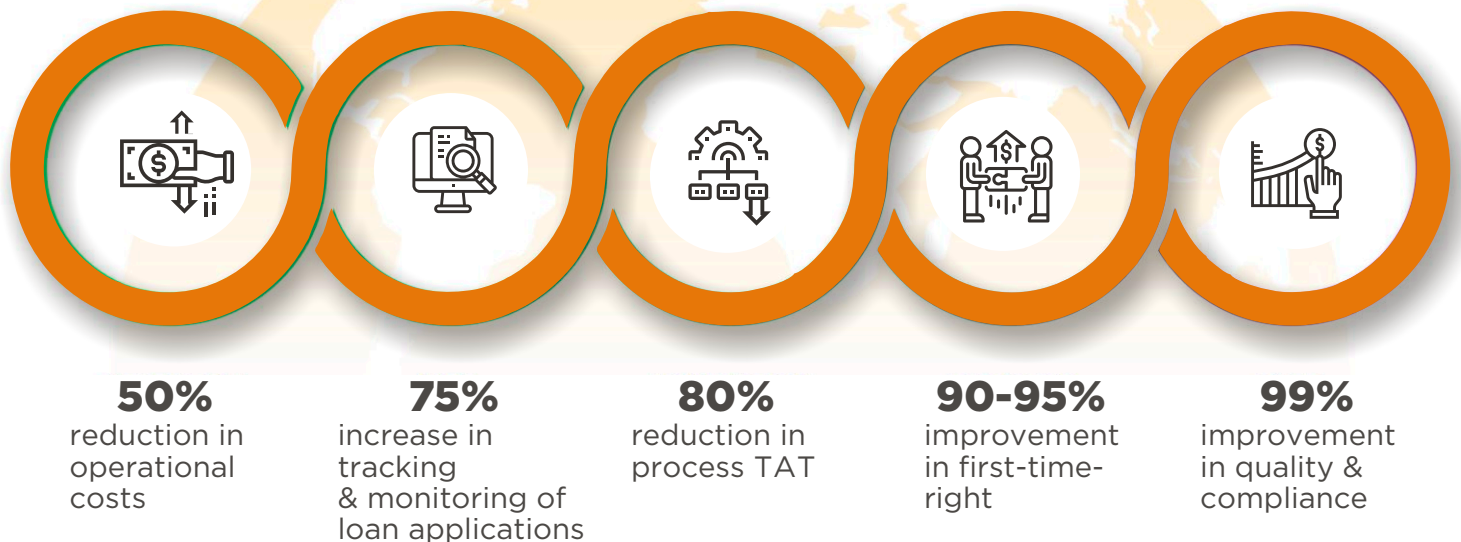 50%
reduction in
operational
costs
75%
increase in
tracking
& monitoring of
loan applications
80%
reduction in
process TAT
90-95%
improvement
in first-time-
right
99%
improvement
in quality &
compliance